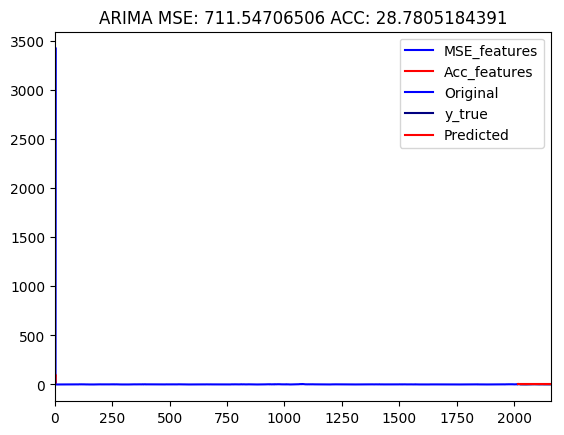 ARIMA MSE: 711.54706506 ACC: 28.7805184391
MSE_features
Acc_features
Original
y_true
Predicted
3500
3000
2500
2000
1500
1000
500
0
0 250 500 750 1000 1250 1500 1750 2000